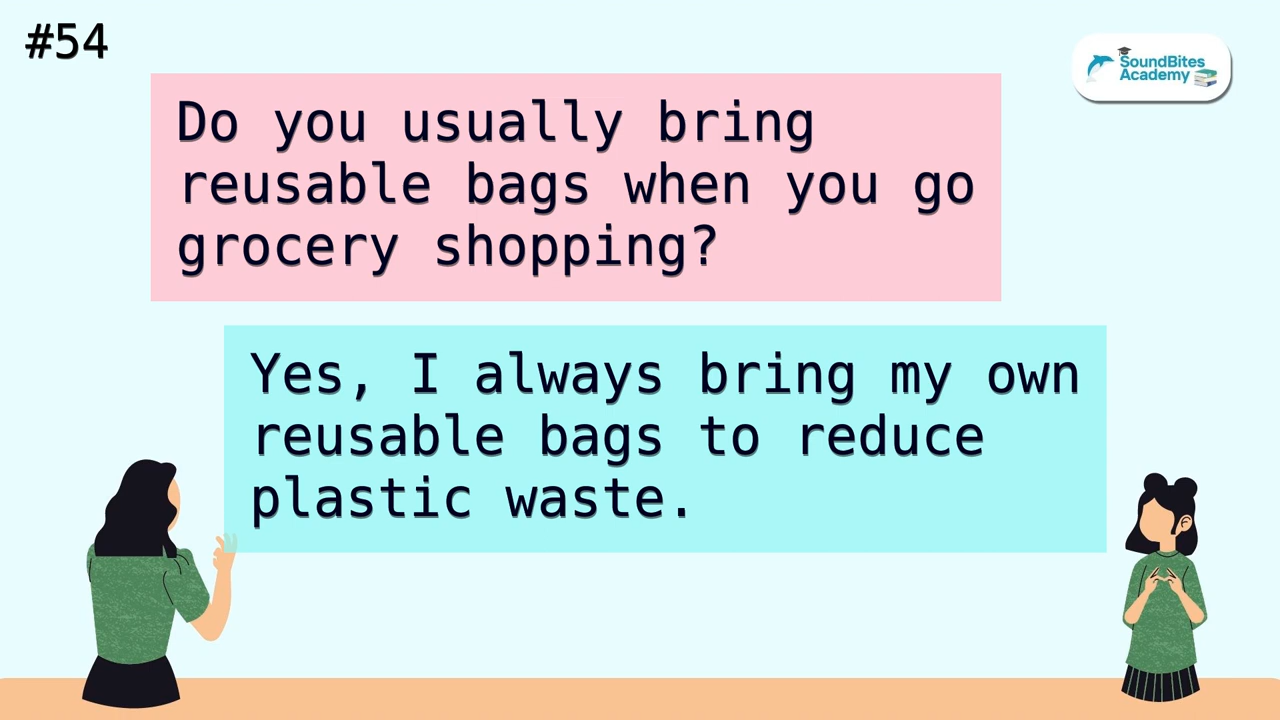 #54
SoundBites
Academy
Do you usually bring
reusable bags when you go
grocery shopping?
Yes, I always bring my own
reusable bags to reduce
plastic waste.